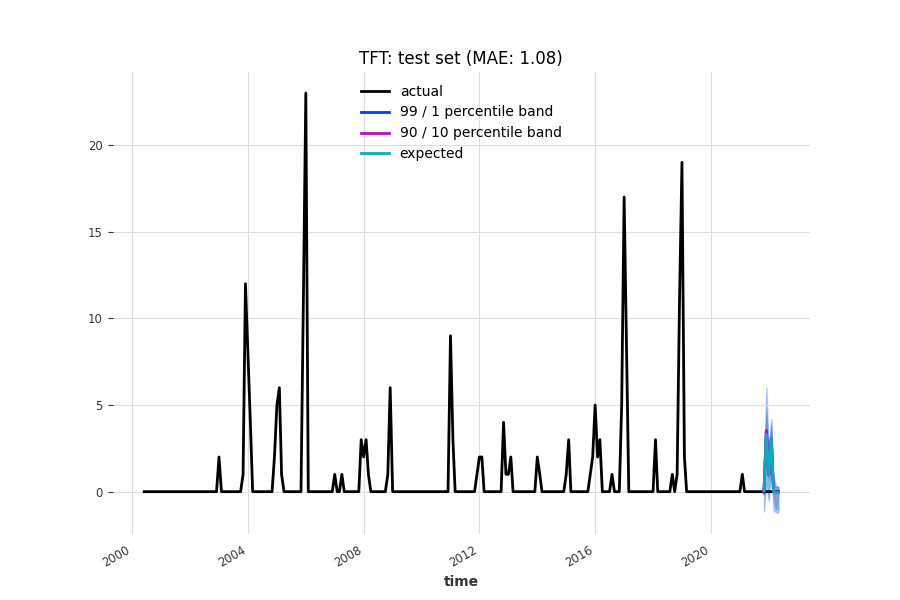 TFT: test set (MAE: 1.08)
actual
99 / 1 percentile band
90 / 10 percentile band
expected
20
15
10
5
0
2000
2004
2008
2012
2016
2020
time